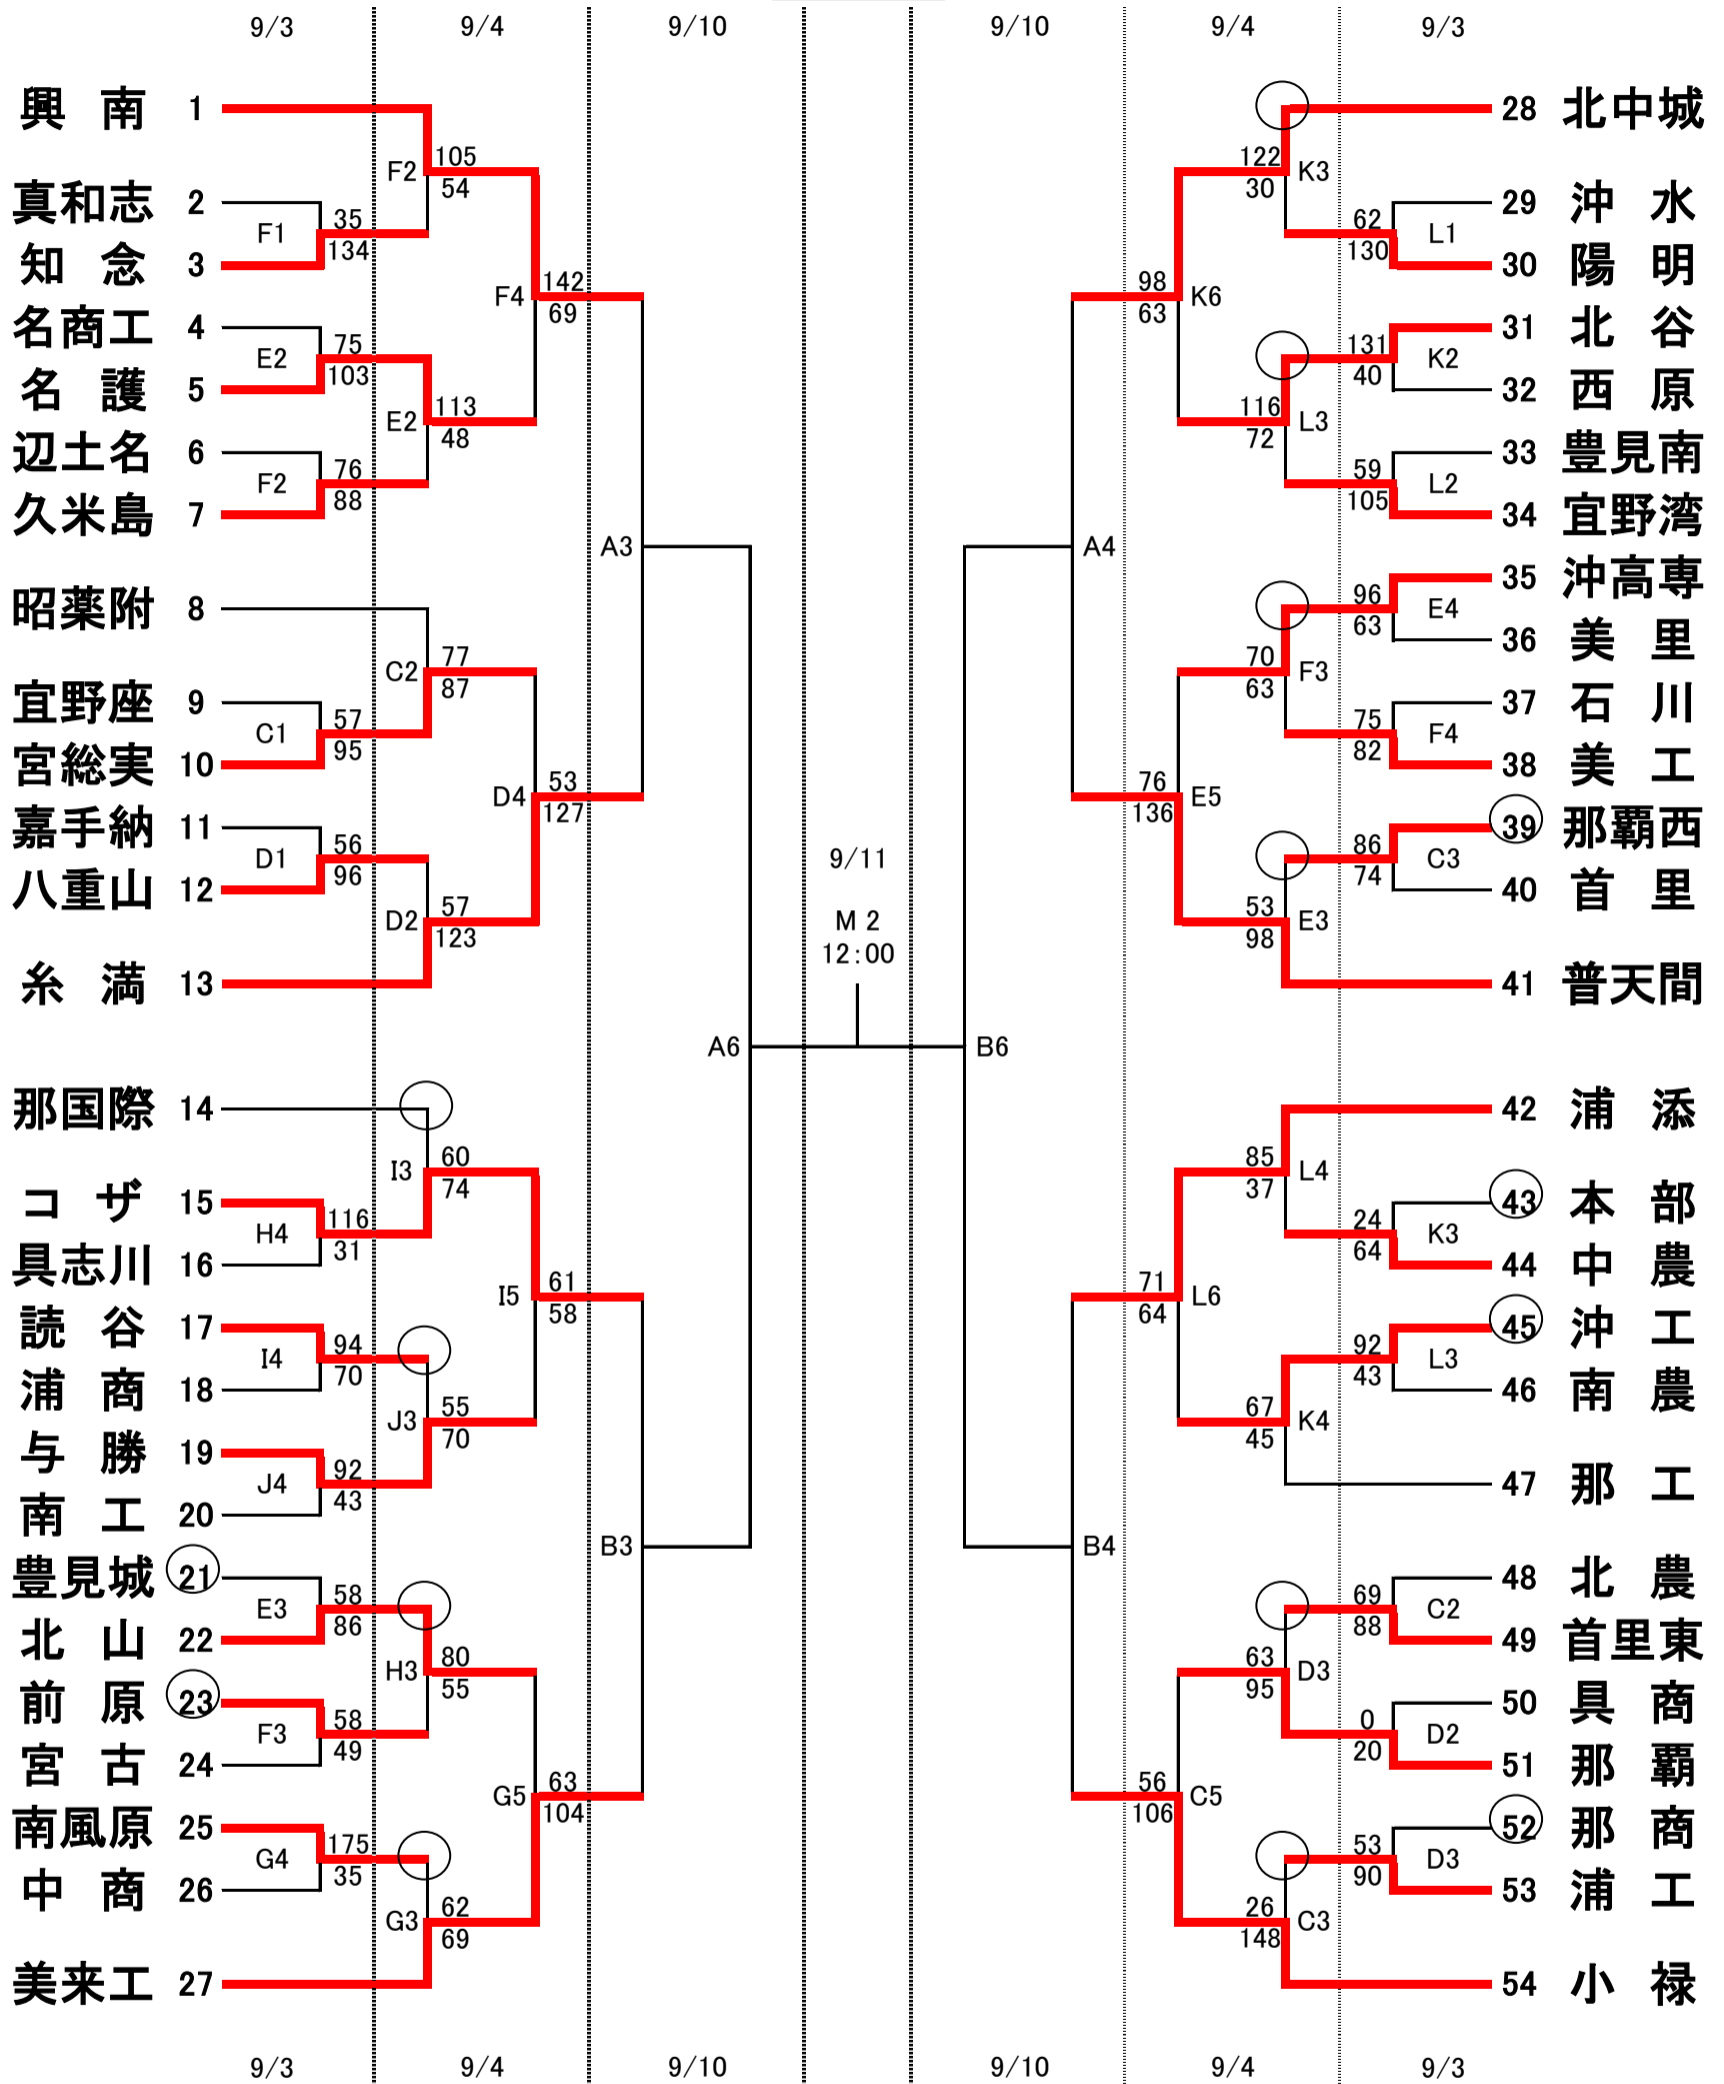 9/3 9/4 9/10 9/10 9/4 9/3
興南 1
105
F2
54
真和志 2
35
F1
134
知念 3
142
F4
69
名商工 4
75
E2
103
名護 5
113
E2
48
辺土名 6
76
F2
88
久米島 7
A3
昭薬附 8
77
C2
87
宜野座 9
57
C1
95
宮総実 10
53
D4
127
嘉手納 11
56
D1
96
八重山 12
57
D2
123
糸満 13
A6
那国際 14
60
I3
74
コザ 15
116
H4
31
具志川 16
61
I5
58
読谷 17
94
I4
70
浦商 18
55
J3
70
与勝 19
92
J4
43
南工 20
B3
豊見城 21
58
E3
86
北山 22
80
H3
55
前原 23
58
F3
49
宮古 24
63
G5
104
南風原 25
175
G4
35
中商 26
62
G3
69
美来工 27
9/11
M2
12:00
28 北中城
122
K3
30
29 沖水
62
L1
130
30 陽明
98
K6
63
31 北谷
131
K2
40
32 西原
116
L3
72
33 豊見南
59
L2
105
34 宜野湾
A4
35 沖高専
96
E4
63
36 美里
70
F3
63
37 石川
75
F4
82
38 美工
76
E5
136
39 那覇西
86
C3
74
40 首里
53
E3
98
41 普天間
B6
42 浦添
85
L4
37
43 本部
24
K3
64
44 中農
71
L6
64
45 沖工
92
L3
43
46 南農
67
K4
45
47 那工
B4
48 北農
69
C2
88
49 首里東
63
D3
95
50 具商
0
D2
20
51 那覇
56
C5
106
52 那商
53
D3
90
53 浦工
26
C3
148
54 小禄
9/3 9/4 9/10 9/10 9/4 9/3